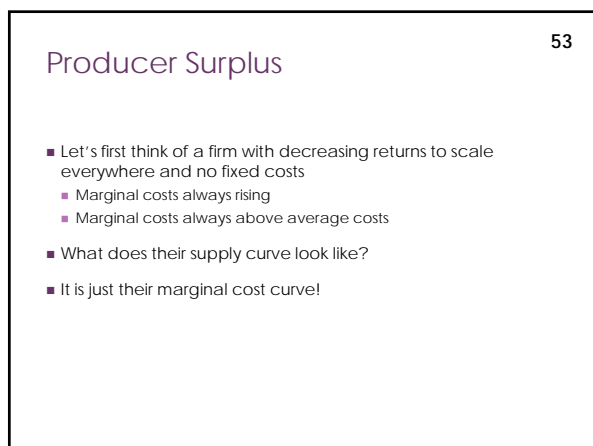 53
Producer Surplus
Let's first think of a firm with decreasing returns to scale
everywhere and no fixed costs
Marginal costs always rising
Marginal costs always above average costs
What does their supply curve look like?
It is just their marginal cost curve!